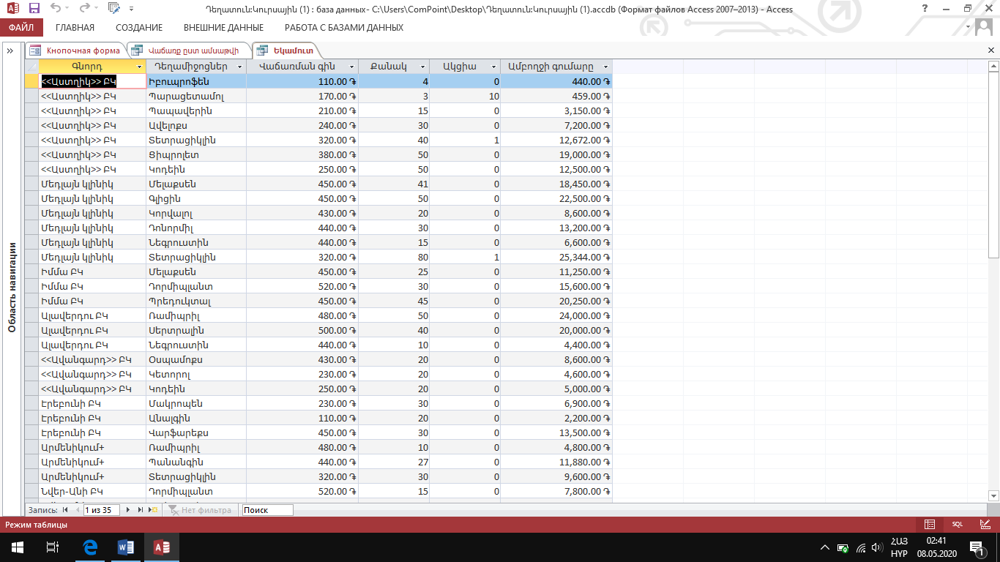 Դեղատուն:Կուրսային (1) : база данных- C:\Users\ComPoint\Desktop\Դեղատուն:Կուրսային (1).accdb (Формат файлов Access 2007–2013) - Access
ФАЙЛ ГЛАВНАЯ СОЗДАНИЕ ВНЕШНИЕ ДАННЫЕ РАБОТА С БАЗАМИ ДАННЫХ
Кнопочная форма Վաճառք ըստ ամսաթվի Եկամուտ
Գնորդ Դեղամիջոցներ Վաճառման գին Քանակ Ակցիա Ամբողջի գումարը
<<Աստղիկ>> ԲԿ Իբուպրոֆեն 110.00 ֏ 4 0 440.00 ֏
<<Աստղիկ>> ԲԿ Պարացետամոլ 170.00 ֏ 3 10 459.00 ֏
<<Աստղիկ>> ԲԿ Պապավերին 210.00 ֏ 15 0 3,150.00 ֏
<<Աստղիկ>> ԲԿ Ավելոքս 240.00 ֏ 30 0 7,200.00 ֏
<<Աստղիկ>> ԲԿ Տետրացիկլին 320.00 ֏ 40 1 12,672.00 ֏
<<Աստղիկ>> ԲԿ Ցիպրոլետ 380.00 ֏ 50 0 19,000.00 ֏
<<Աստղիկ>> ԲԿ Կոդեին 250.00 ֏ 50 0 12,500.00 ֏
Մեդլայն կլինիկ Մելաքսեն 450.00 ֏ 41 0 18,450.00 ֏
Մեդլայն կլինիկ Գլիցին 450.00 ֏ 50 0 22,500.00 ֏
Մեդլայն կլինիկ Կորվալոլ 430.00 ֏ 20 0 8,600.00 ֏
Մեդլայն կլինիկ Դոնորմիլ 440.00 ֏ 30 0 13,200.00 ֏
Մեդլայն կլինիկ Նեգրուստին 440.00 ֏ 15 0 6,600.00 ֏
Մեդլայն կլինիկ Տետրացիկլին 320.00 ֏ 80 1 25,344.00 ֏
Իմմա ԲԿ Մելաքսեն 450.00 ֏ 25 0 11,250.00 ֏
Իմմա ԲԿ Դորմիպլանտ 520.00 ֏ 30 0 15,600.00 ֏
Իմմա ԲԿ Պրեդուկտալ 450.00 ֏ 45 0 20,250.00 ֏
Ալավերդու ԲԿ Ռամիպրիլ 480.00 ֏ 50 0 24,000.00 ֏
Ալավերդու ԲԿ Սերտրալին 500.00 ֏ 40 0 20,000.00 ֏
Ալավերդու ԲԿ Նեգրուստին 440.00 ֏ 10 0 4,400.00 ֏
<<Ավանգարդ>> ԲԿ Օսպամոքս 430.00 ֏ 20 0 8,600.00 ֏
<<Ավանգարդ>> ԲԿ Կետորոլ 230.00 ֏ 20 0 4,600.00 ֏
<<Ավանգարդ>> ԲԿ Կոդեին 250.00 ֏ 20 0 5,000.00 ֏
Էրեբունի ԲԿ Մակրոպեն 230.00 ֏ 30 0 6,900.00 ֏
Էրեբունի ԲԿ Անալգին 110.00 ֏ 20 0 2,200.00 ֏
Էրեբունի ԲԿ Վարֆարեքս 450.00 ֏ 30 0 13,500.00 ֏
Արմենիկում+ Ռամիպրիլ 480.00 ֏ 10 0 4,800.00 ֏
Արմենիկում+ Պանանգին 440.00 ֏ 27 0 11,880.00 ֏
Արմենիկում+ Տետրացիկլին 320.00 ֏ 30 0 9,600.00 ֏
Նվեր-Անի ԲԿ Դորմիպլանտ 520.00 ֏ 15 0 7,800.00 ֏
Область навигации
Запись: 1 из 35 Нет фильтра Поиск
Режим таблицы SQL
ՀԱՅ 02:41
HYP 08.05.2020 1